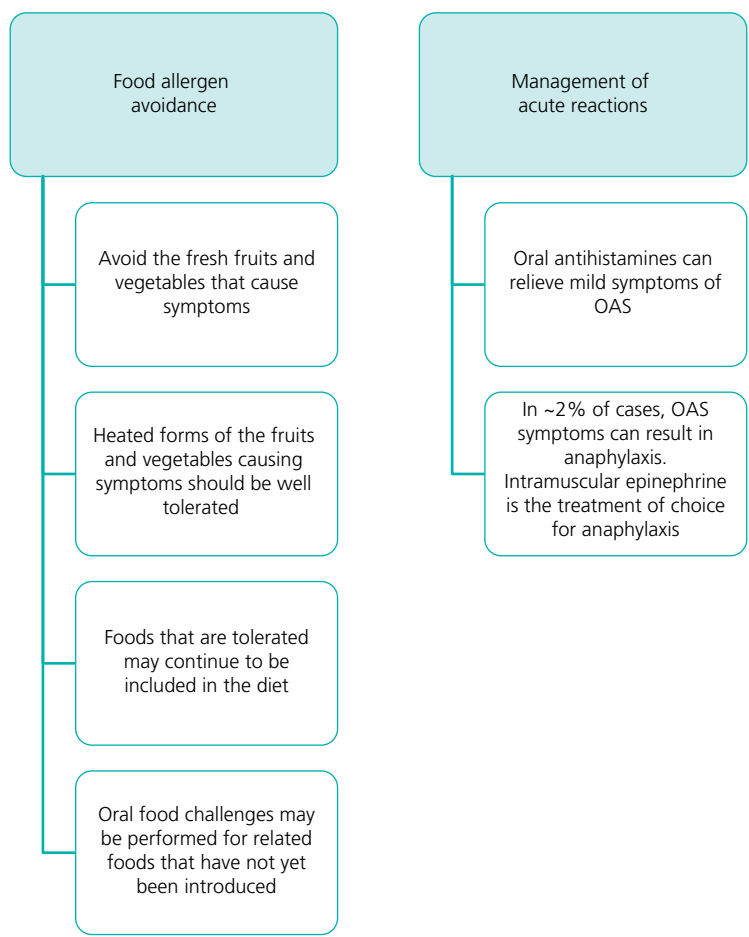 Food allergen
avoidance
Avoid the fresh fruits and
vegetables that cause
symptoms
Heated forms of the fruits
and vegetables causing
symptoms should be well
tolerated
Foods that are tolerated
may continue to be
included in the diet
Oral food challenges may
be performed for related
foods that have not yet
been introduced
Management of
acute reactions
Oral antihistamines can
relieve mild symptoms of
OAS
In ~2% of cases, OAS
symptoms can result in
anaphylaxis.
Intramuscular epinephrine
is the treatment of choice
for anaphylaxis